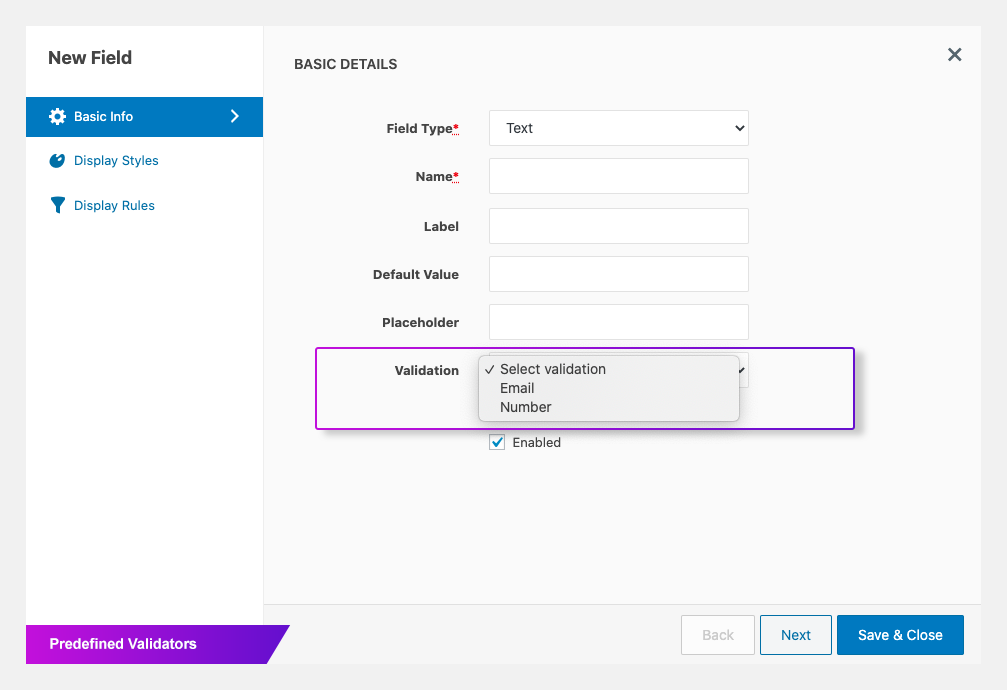 New Field
Basic Info
Display Styles
Display Rules
BASIC DETAILS
Field Type*
Text
Name*
Label
Default Value
Placeholder
Validation
✓ Select validation
Email
Number
Enabled
Predefined Validators
Back
Next
Save & Close